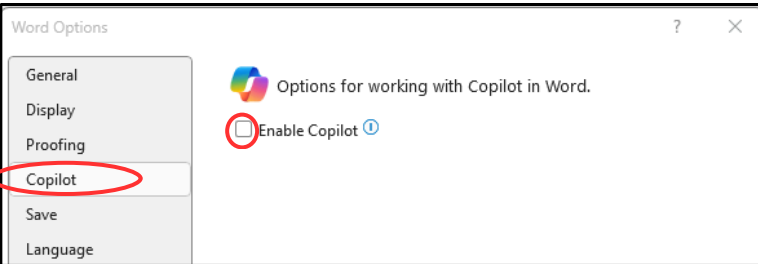 Word Options ?
General
Display
Proofing
Copilot
Save
Language
Options for working with Copilot in Word.
Enable Copilot